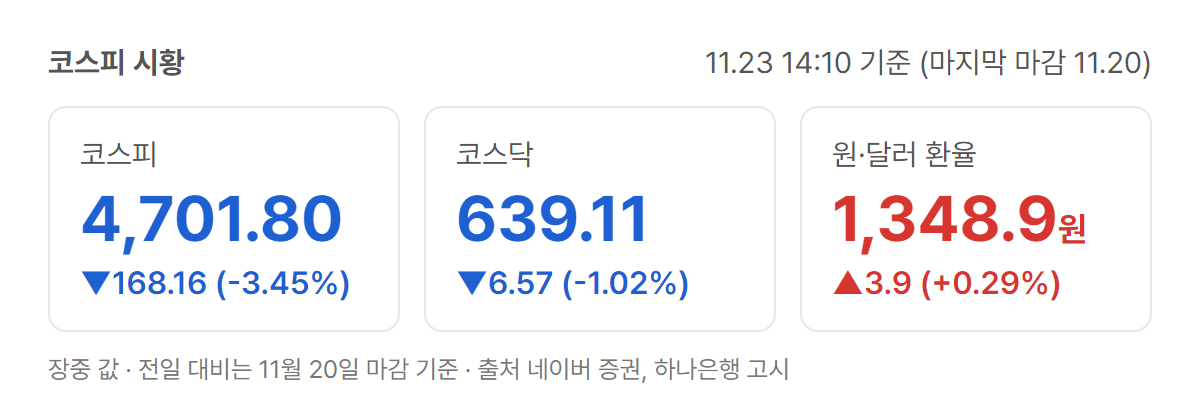 코스피 시황
11.23 14:10 기준 (마지막 마감 11.20)
코스피
4,701.80
▼168.16 (-3.45%)
코스닥
639.11
▼6.57 (-1.02%)
원·달러 환율
1,348.9원
▲3.9 (+0.29%)
장중 값 · 전일 대비는 11월 20일 마감 기준 · 출처 네이버 증권, 하나은행 고시